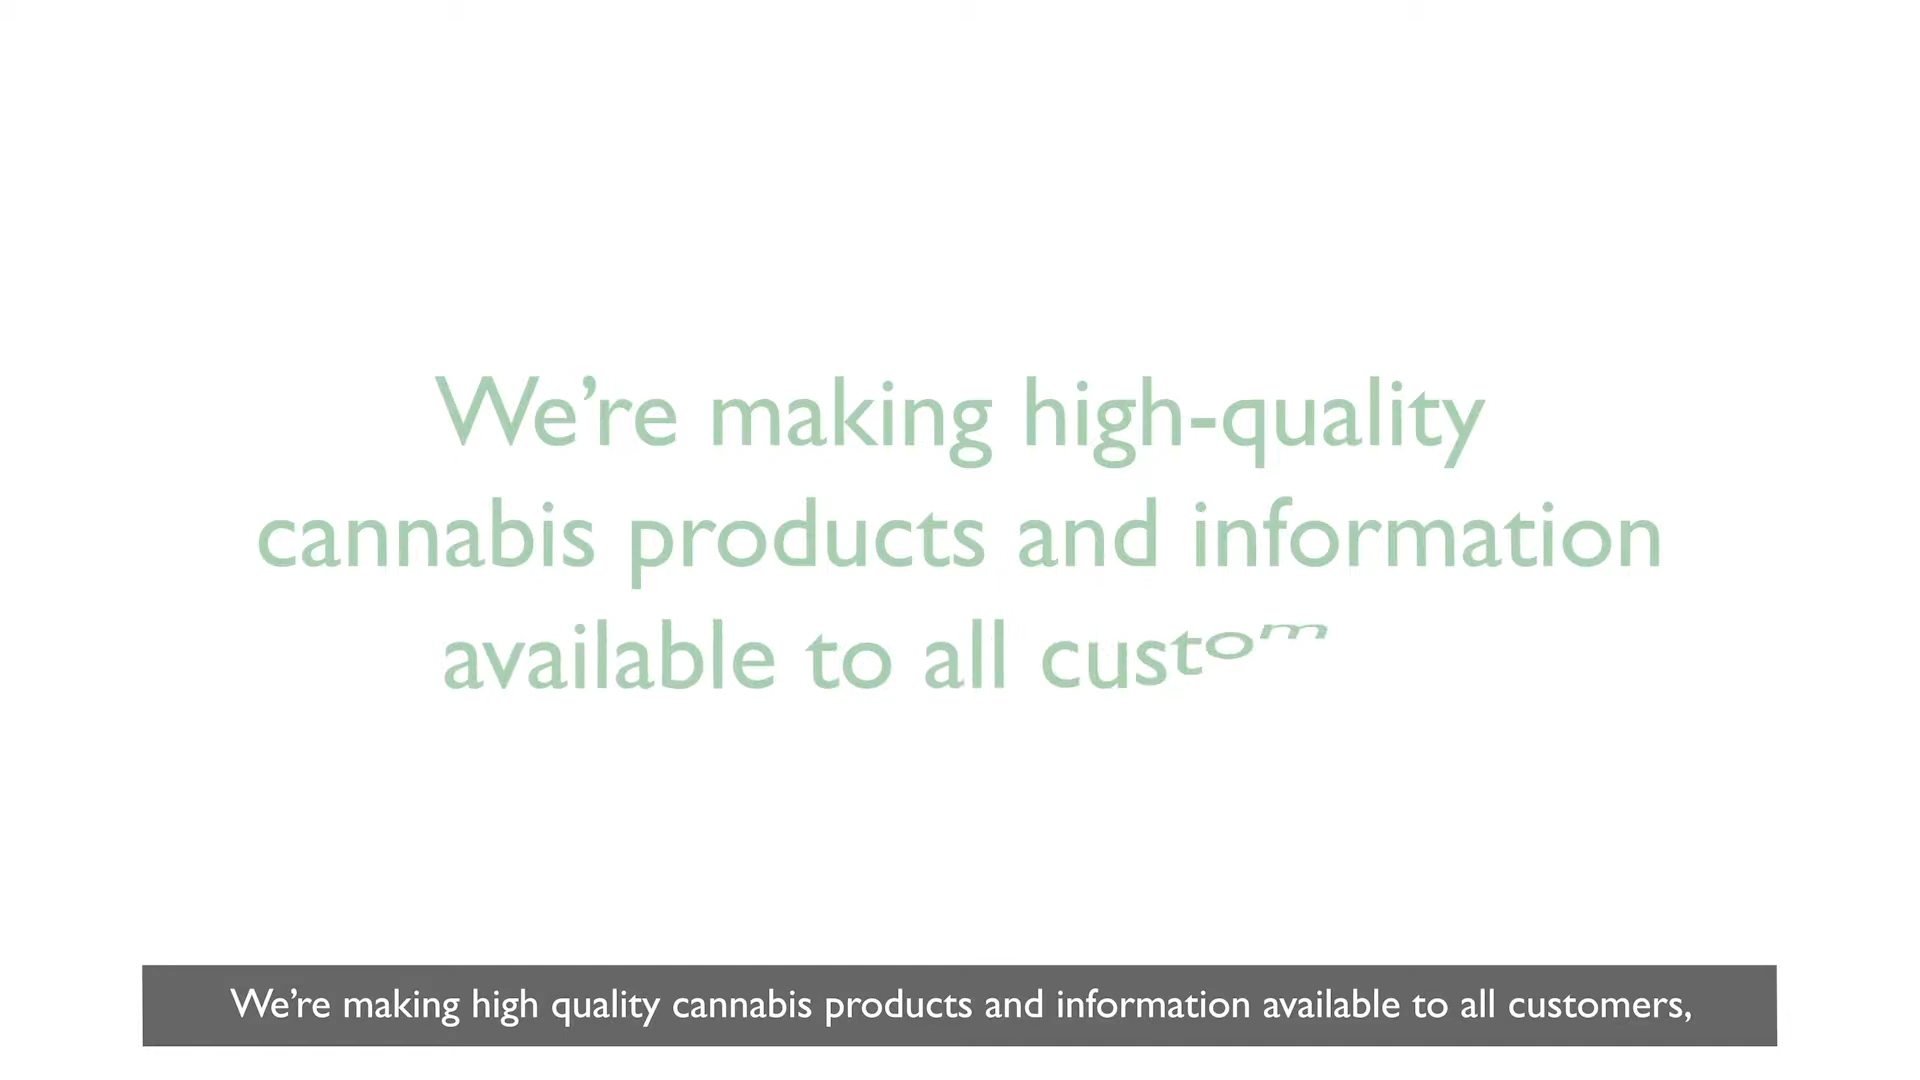 We’re making high-quality
cannabis products and information
available to all custom
We’re making high quality cannabis products and information available to all customers,